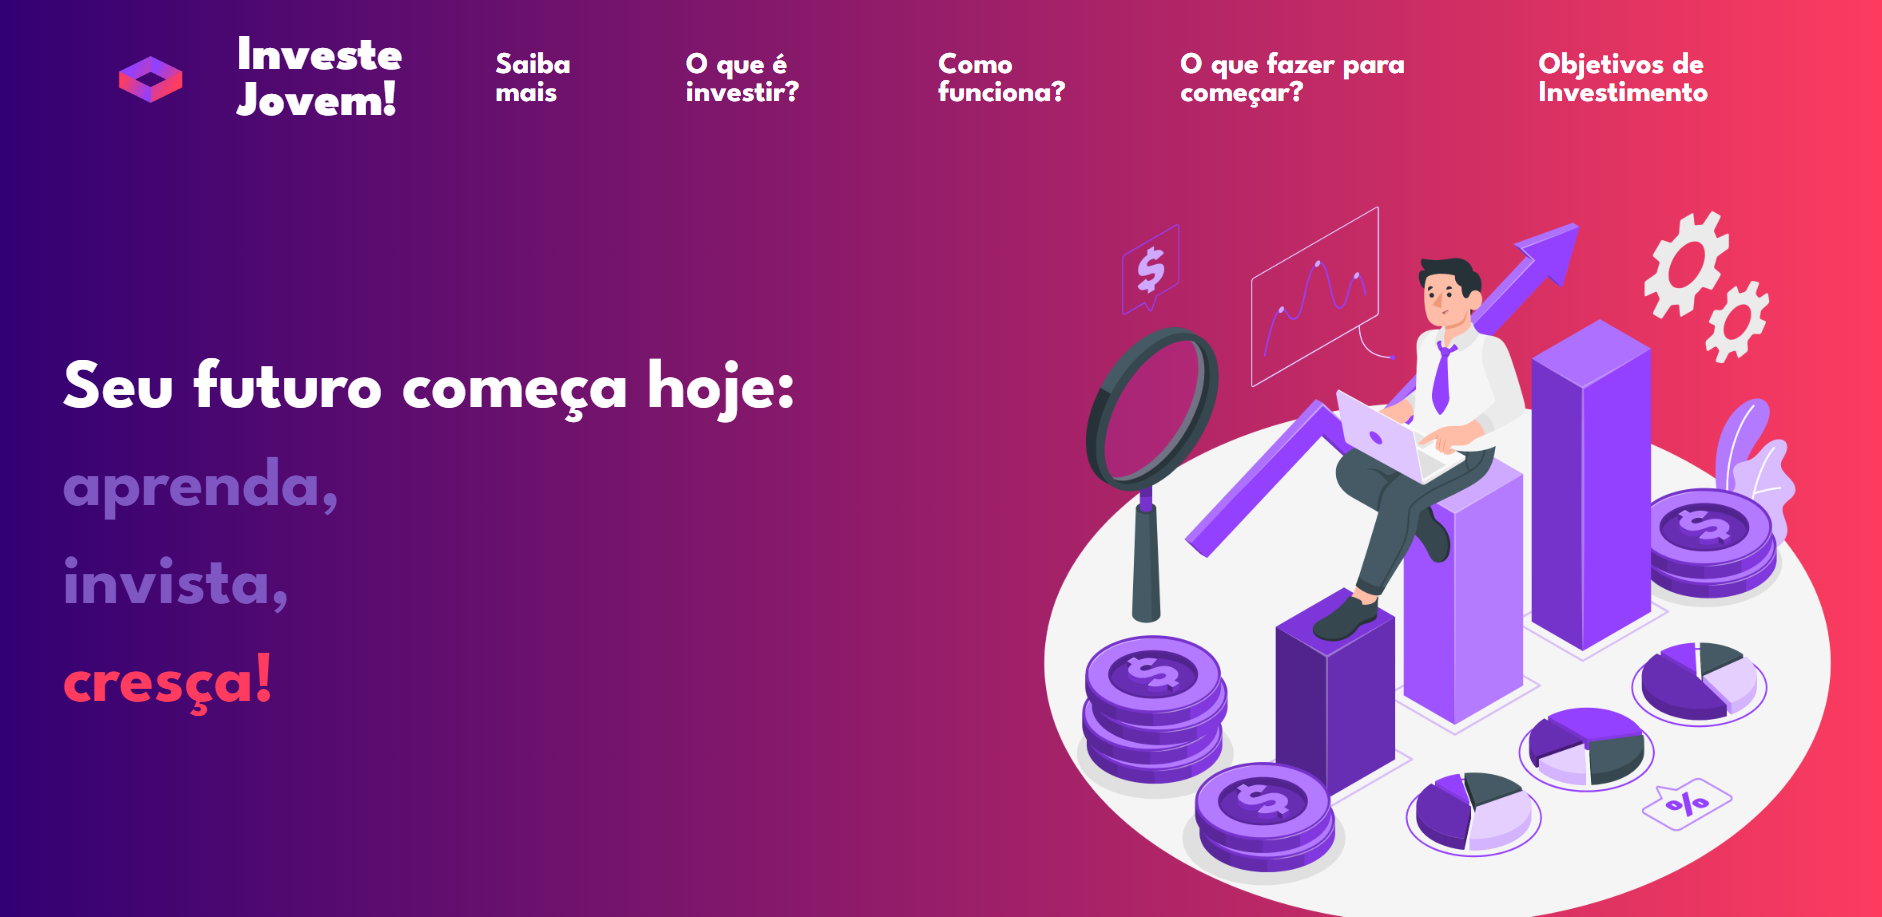 Investe
Jovem!
Saiba
mais
O que é
investir?
Como
funciona?
O que fazer para
começar?
Objetivos de
Investimento
Seu futuro começa hoje:
aprenda,
invista,
cresça!
$
$
$
$
%